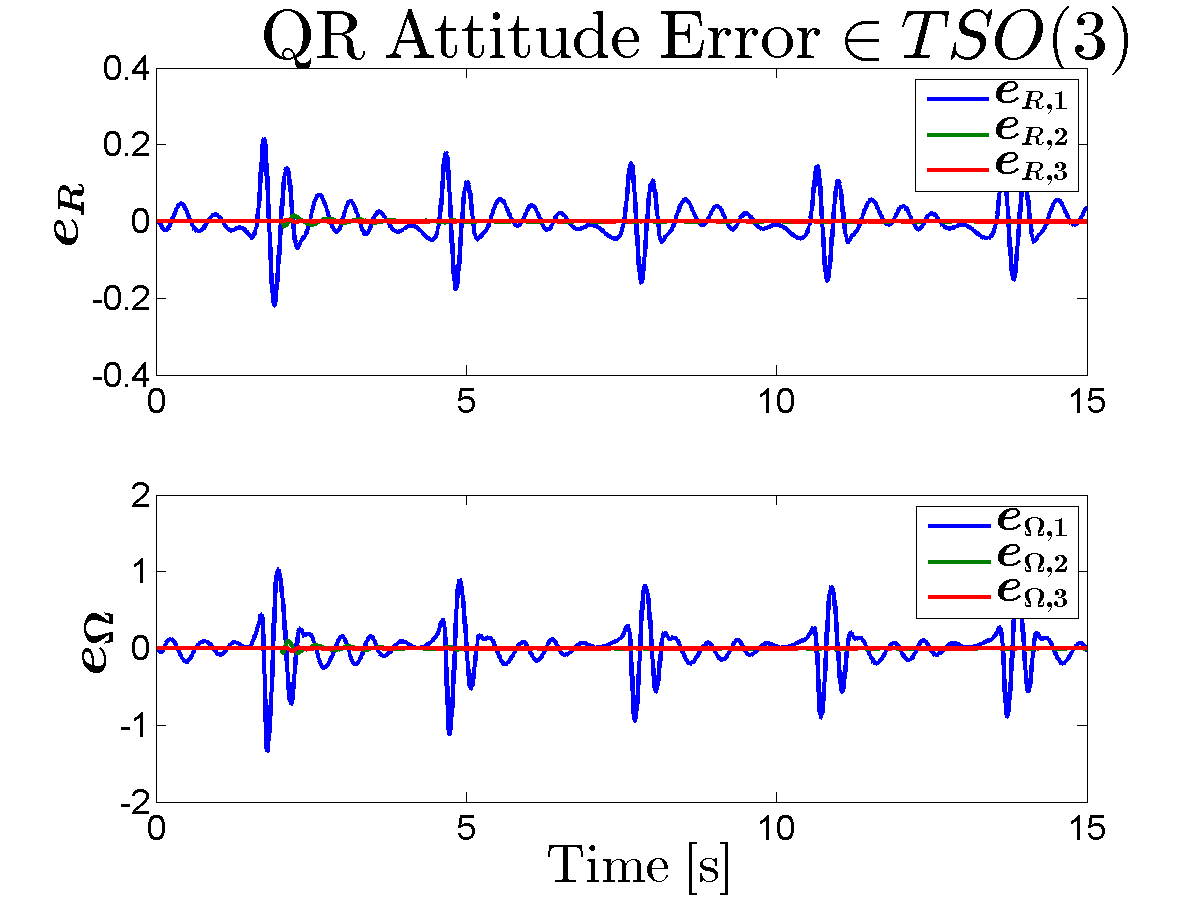 QR Attitude Error ∈ TSO(3)
0.4
0.2
0
-0.2
-0.4
e_R
e_{R,1}
e_{R,2}
e_{R,3}
0 5 10 15
2
1
0
-1
-2
e_Ω
e_{Ω,1}
e_{Ω,2}
e_{Ω,3}
0 5 10 15
Time [s]